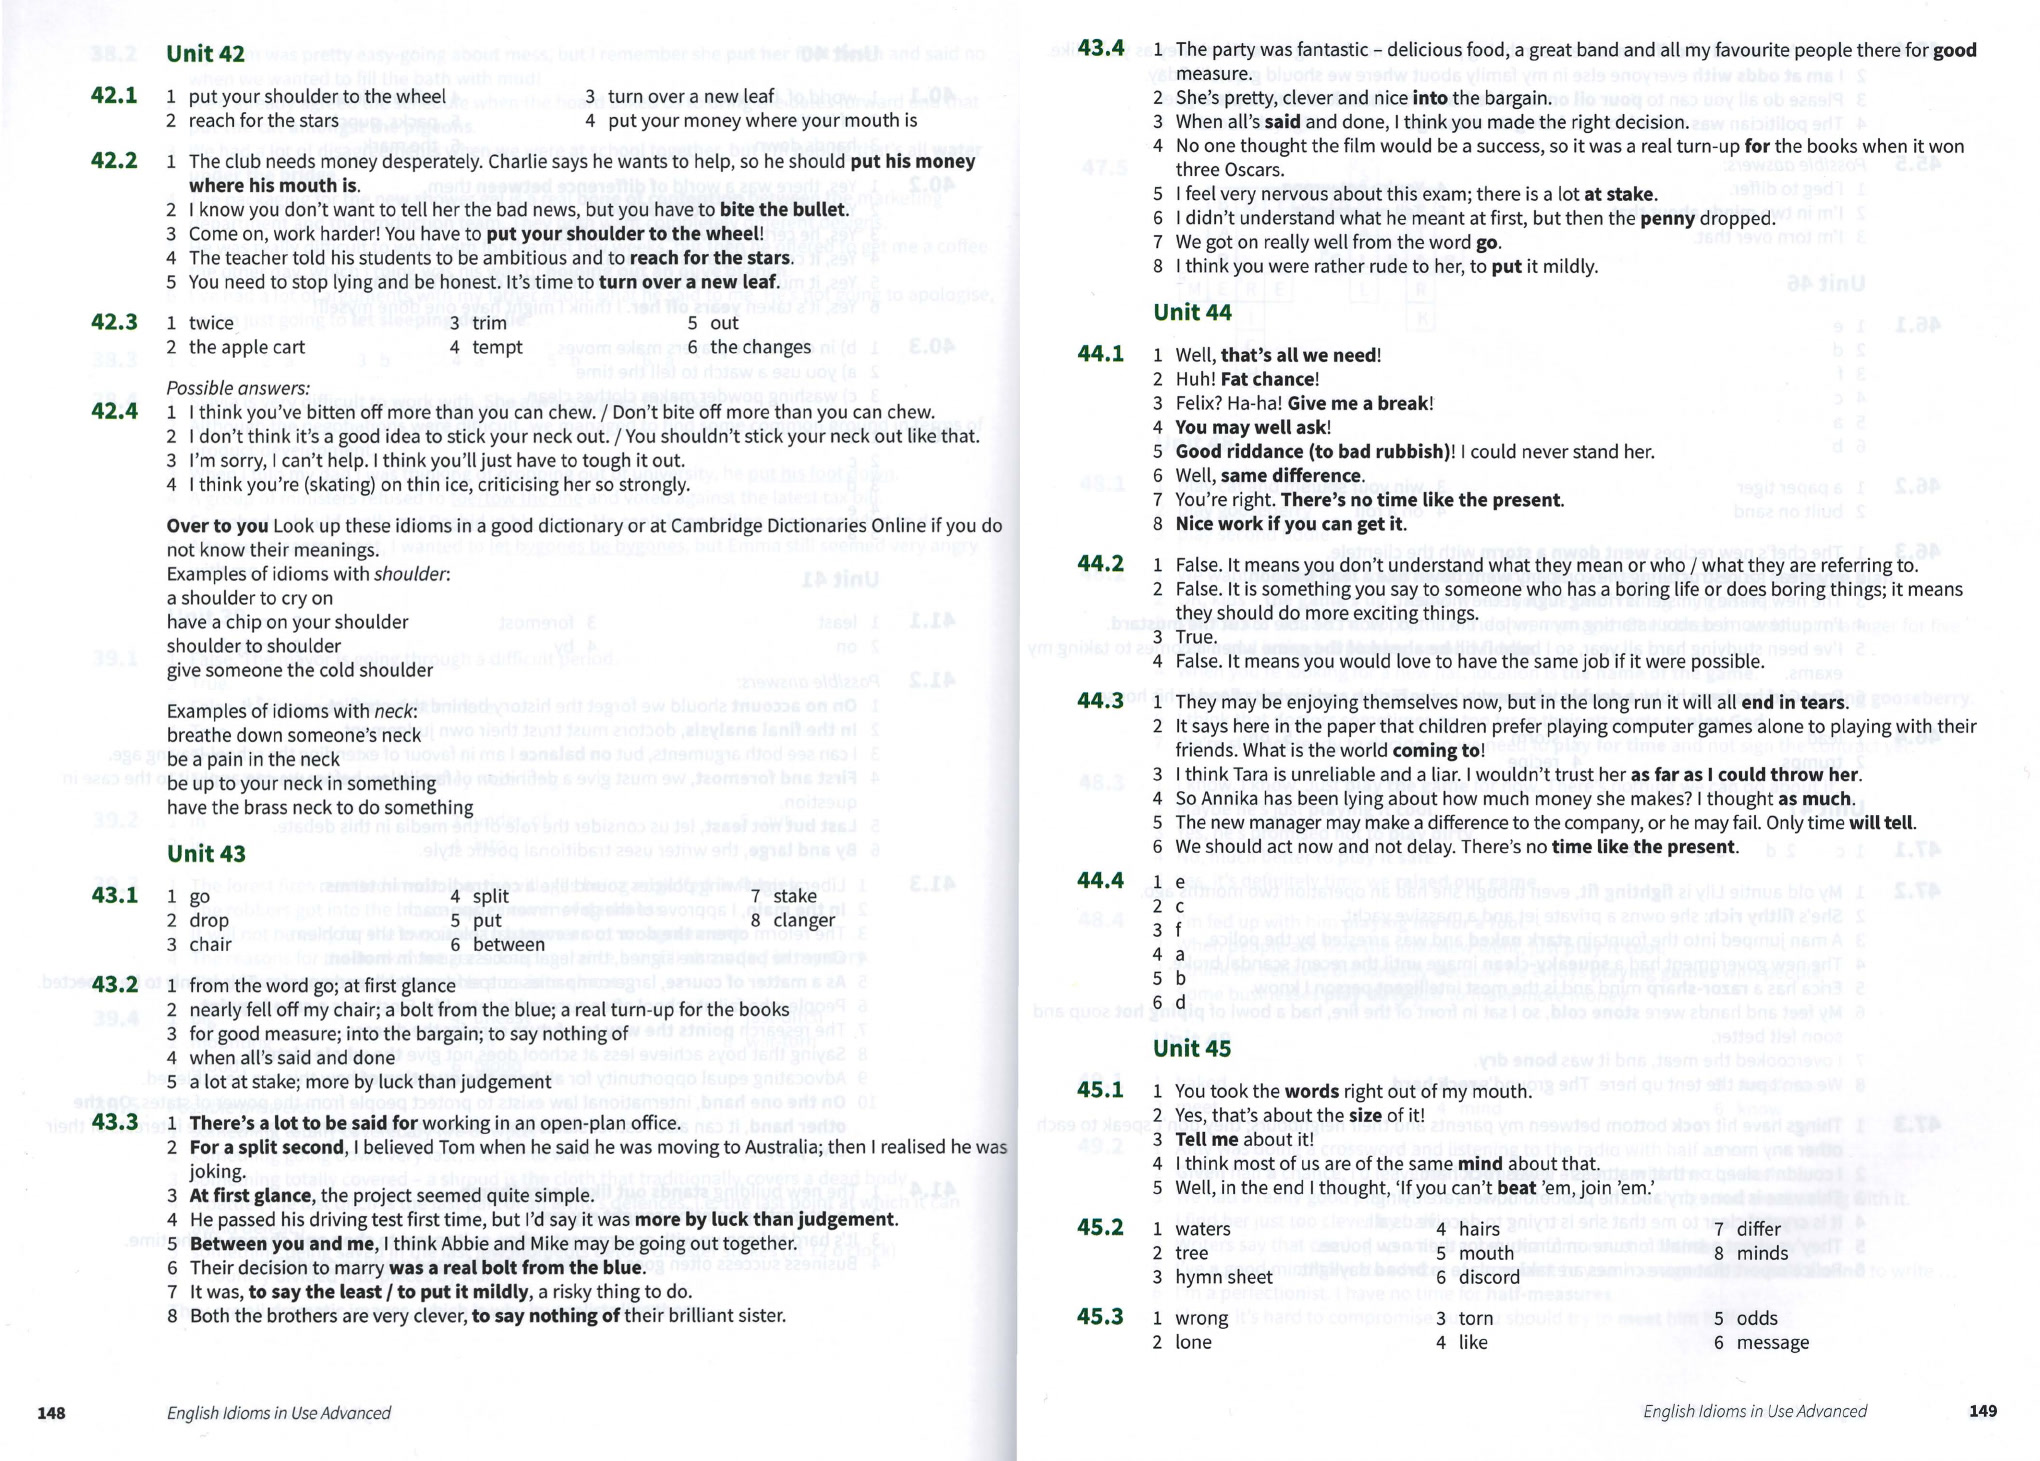 Unit 42
42.1 1 put your shoulder to the wheel 3 turn over a new leaf
2 reach for the stars 4 put your money where your mouth is
42.2 1 The club needs money desperately. Charlie says he wants to help, so he should put his money
where his mouth is.
2 I know you don't want to tell her the bad news, but you have to bite the bullet.
3 Come on, work harder! You have to put your shoulder to the wheel!
4 The teacher told his students to be ambitious and to reach for the stars.
5 You need to stop lying and be honest. It's time to turn over a new leaf.
42.3 1 twice 3 trim 5 out
2 the apple cart 4 tempt 6 the changes
Possible answers:
42.4 1 I think you've bitten off more than you can chew. / Don't bite off more than you can chew.
2 I don't think it's a good idea to stick your neck out. / You shouldn't stick your neck out like that.
3 I'm sorry, I can't help. I think you'll just have to tough it out.
4 I think you're (skating) on thin ice, criticising her so strongly.
Over to you Look up these idioms in a good dictionary or at Cambridge Dictionaries Online if you do
not know their meanings.
Examples of idioms with shoulder:
a shoulder to cry on
have a chip on your shoulder
shoulder to shoulder
give someone the cold shoulder
Examples of idioms with neck:
breathe down someone's neck
be a pain in the neck
be up to your neck in something
have the brass neck to do something
Unit 43
43.1 1 go 4 split 7 stake
2 drop 5 put 8 clanger
3 chair 6 between
43.2 1 from the word go; at first glance
2 nearly fell off my chair; a bolt from the blue; a real turn-up for the books
3 for good measure; into the bargain; to say nothing of
4 when all's said and done
5 a lot at stake; more by luck than judgement
43.3 1 There's a lot to be said for working in an open-plan office.
2 For a split second, I believed Tom when he said he was moving to Australia; then I realised he was
joking.
3 At first glance, the project seemed quite simple.
4 He passed his driving test first time, but I'd say it was more by luck than judgement.
5 Between you and me, I think Abbie and Mike may be going out together.
6 Their decision to marry was a real bolt from the blue.
7 It was, to say the least / to put it mildly, a risky thing to do.
8 Both the brothers are very clever, to say nothing of their brilliant sister.
148 English Idioms in Use Advanced
43.4 1 The party was fantastic – delicious food, a great band and all my favourite people there for good
measure.
2 She's pretty, clever and nice into the bargain.
3 When all's said and done, I think you made the right decision.
4 No one thought the film would be a success, so it was a real turn-up for the books when it won
three Oscars.
5 I feel very nervous about this exam; there is a lot at stake.
6 I didn't understand what he meant at first, but then the penny dropped.
7 We got on really well from the word go.
8 I think you were rather rude to her, to put it mildly.
Unit 44
44.1 1 Well, that's all we need!
2 Huh! Fat chance!
3 Felix? Ha-ha! Give me a break!
4 You may well ask!
5 Good riddance (to bad rubbish)! I could never stand her.
6 Well, same difference.
7 You're right. There's no time like the present.
8 Nice work if you can get it.
44.2 1 False. It means you don't understand what they mean or who / what they are referring to.
2 False. It is something you say to someone who has a boring life or does boring things; it means
they should do more exciting things.
3 True.
4 False. It means you would love to have the same job if it were possible.
44.3 1 They may be enjoying themselves now, but in the long run it will all end in tears.
2 It says here in the paper that children prefer playing computer games alone to playing with their
friends. What is the world coming to!
3 I think Tara is unreliable and a liar. I wouldn't trust her as far as I could throw her.
4 So Annika has been lying about how much money she makes? I thought as much.
5 The new manager may make a difference to the company, or he may fail. Only time will tell.
6 We should act now and not delay. There's no time like the present.
44.4 1 e
2 c
3 f
4 a
5 b
6 d
Unit 45
45.1 1 You took the words right out of my mouth.
2 Yes, that's about the size of it!
3 Tell me about it!
4 I think most of us are of the same mind about that.
5 Well, in the end I thought, 'If you can't beat 'em, join 'em.'
45.2 1 waters 4 hairs 7 differ
2 tree 5 mouth 8 minds
3 hymn sheet 6 discord
45.3 1 wrong 3 torn 5 odds
2 lone 4 like 6 message
English Idioms in Use Advanced 149